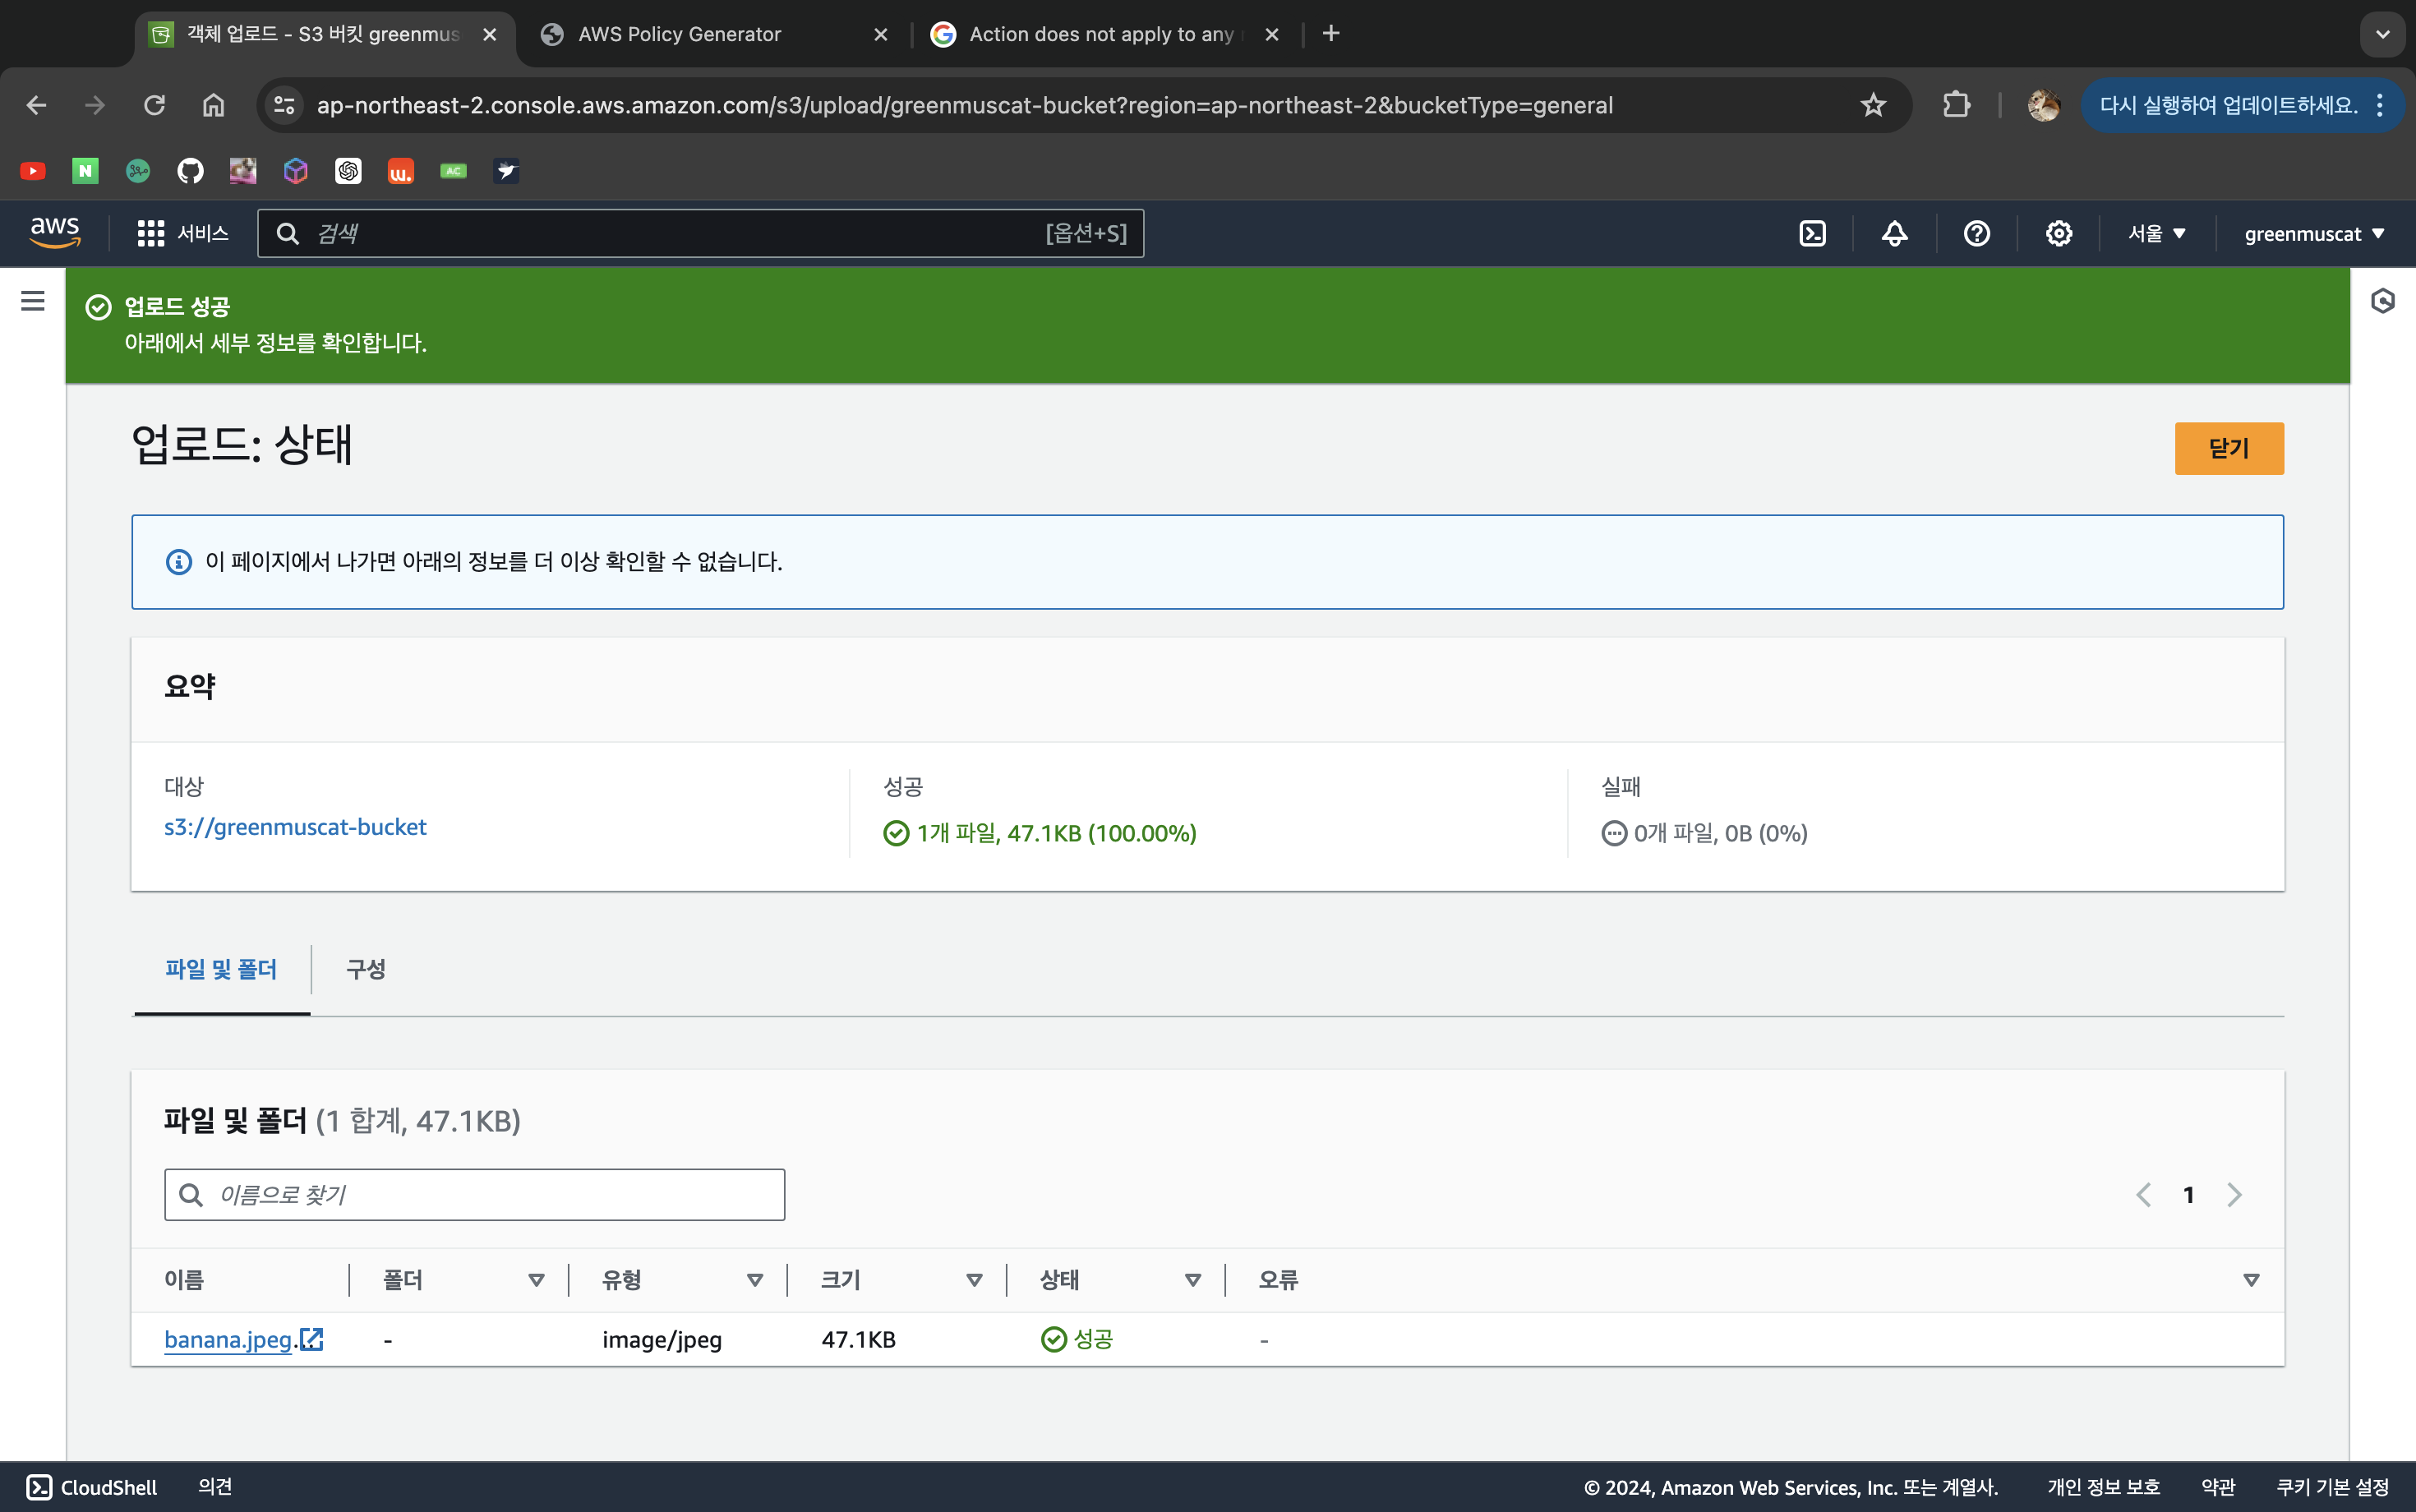 객체 업로드 - S3 버킷 greenmus
AWS Policy Generator
Action does not apply to any
ap-northeast-2.console.aws.amazon.com/s3/upload/greenmuscat-bucket?region=ap-northeast-2&bucketType=general
다시 실행하여 업데이트하세요.
N
w.
AC
aws
서비스
검색
[옵션+S]
서울
greenmuscat
업로드 성공
아래에서 세부 정보를 확인합니다.
업로드: 상태
닫기
이 페이지에서 나가면 아래의 정보를 더 이상 확인할 수 없습니다.
요약
대상
s3://greenmuscat-bucket
성공
1개 파일, 47.1KB (100.00%)
실패
0개 파일, 0B (0%)
파일 및 폴더
구성
파일 및 폴더 (1 합계, 47.1KB)
이름으로 찾기
1
이름 폴더 유형 크기 상태 오류
banana.jpeg - image/jpeg 47.1KB 성공 -
CloudShell
의견
© 2024, Amazon Web Services, Inc. 또는 계열사.
개인 정보 보호
약관
쿠키 기본 설정